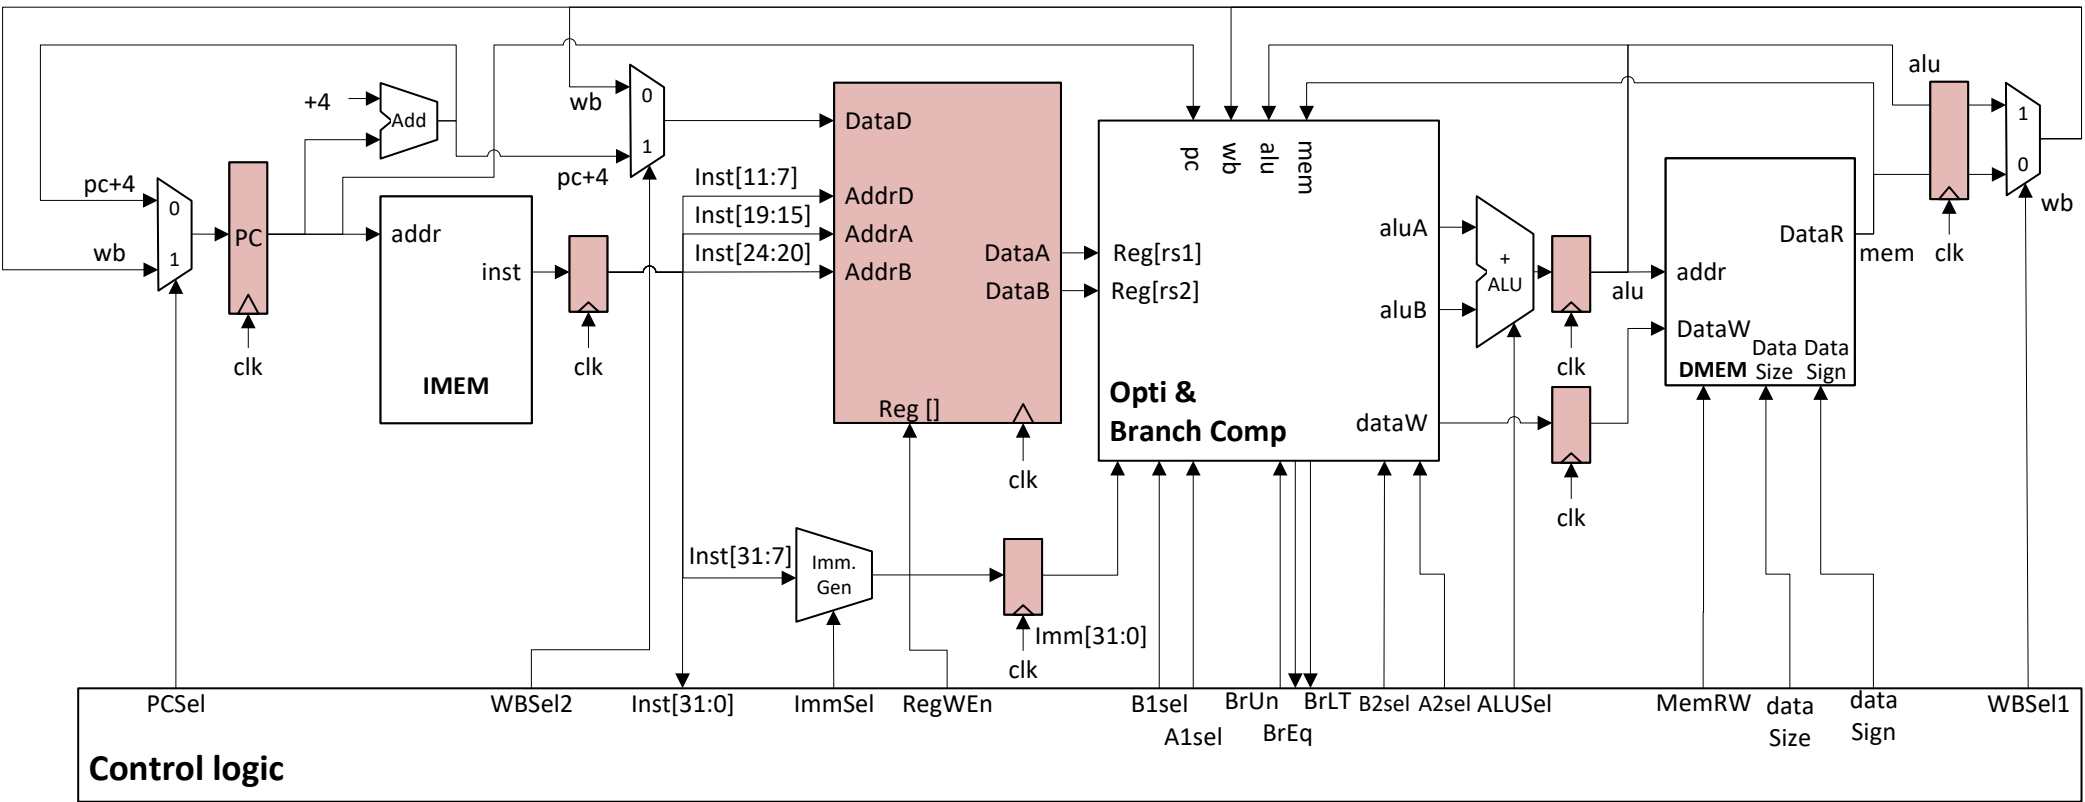 alu
+4
wb
0
Add
1
DataD
pc
wb
alu
mem
1
0
wb
pc+4
0
pc+4
1
Inst[11:7]
AddrD
Inst[19:15]
AddrA
Inst[24:20]
AddrB
wb
1
PC
addr
inst
DataA
DataB
Reg[rs1]
Reg[rs2]
aluA
aluB
+
ALU
alu
addr
DataR
mem
clk
DataW
Data
Size
Data
Sign
DMEM
clk
IMEM
clk
clk
Reg []
Opti &
Branch Comp
dataW
clk
clk
clk
Inst[31:7]
Imm.
Gen
Imm[31:0]
clk
PCSel
WBSel2
Inst[31:0]
ImmSel
RegWEn
B1sel
A1sel
BrUn
BrEq
BrLT
B2sel
A2sel
ALUSel
MemRW
data
Size
data
Sign
WBSel1
Control logic